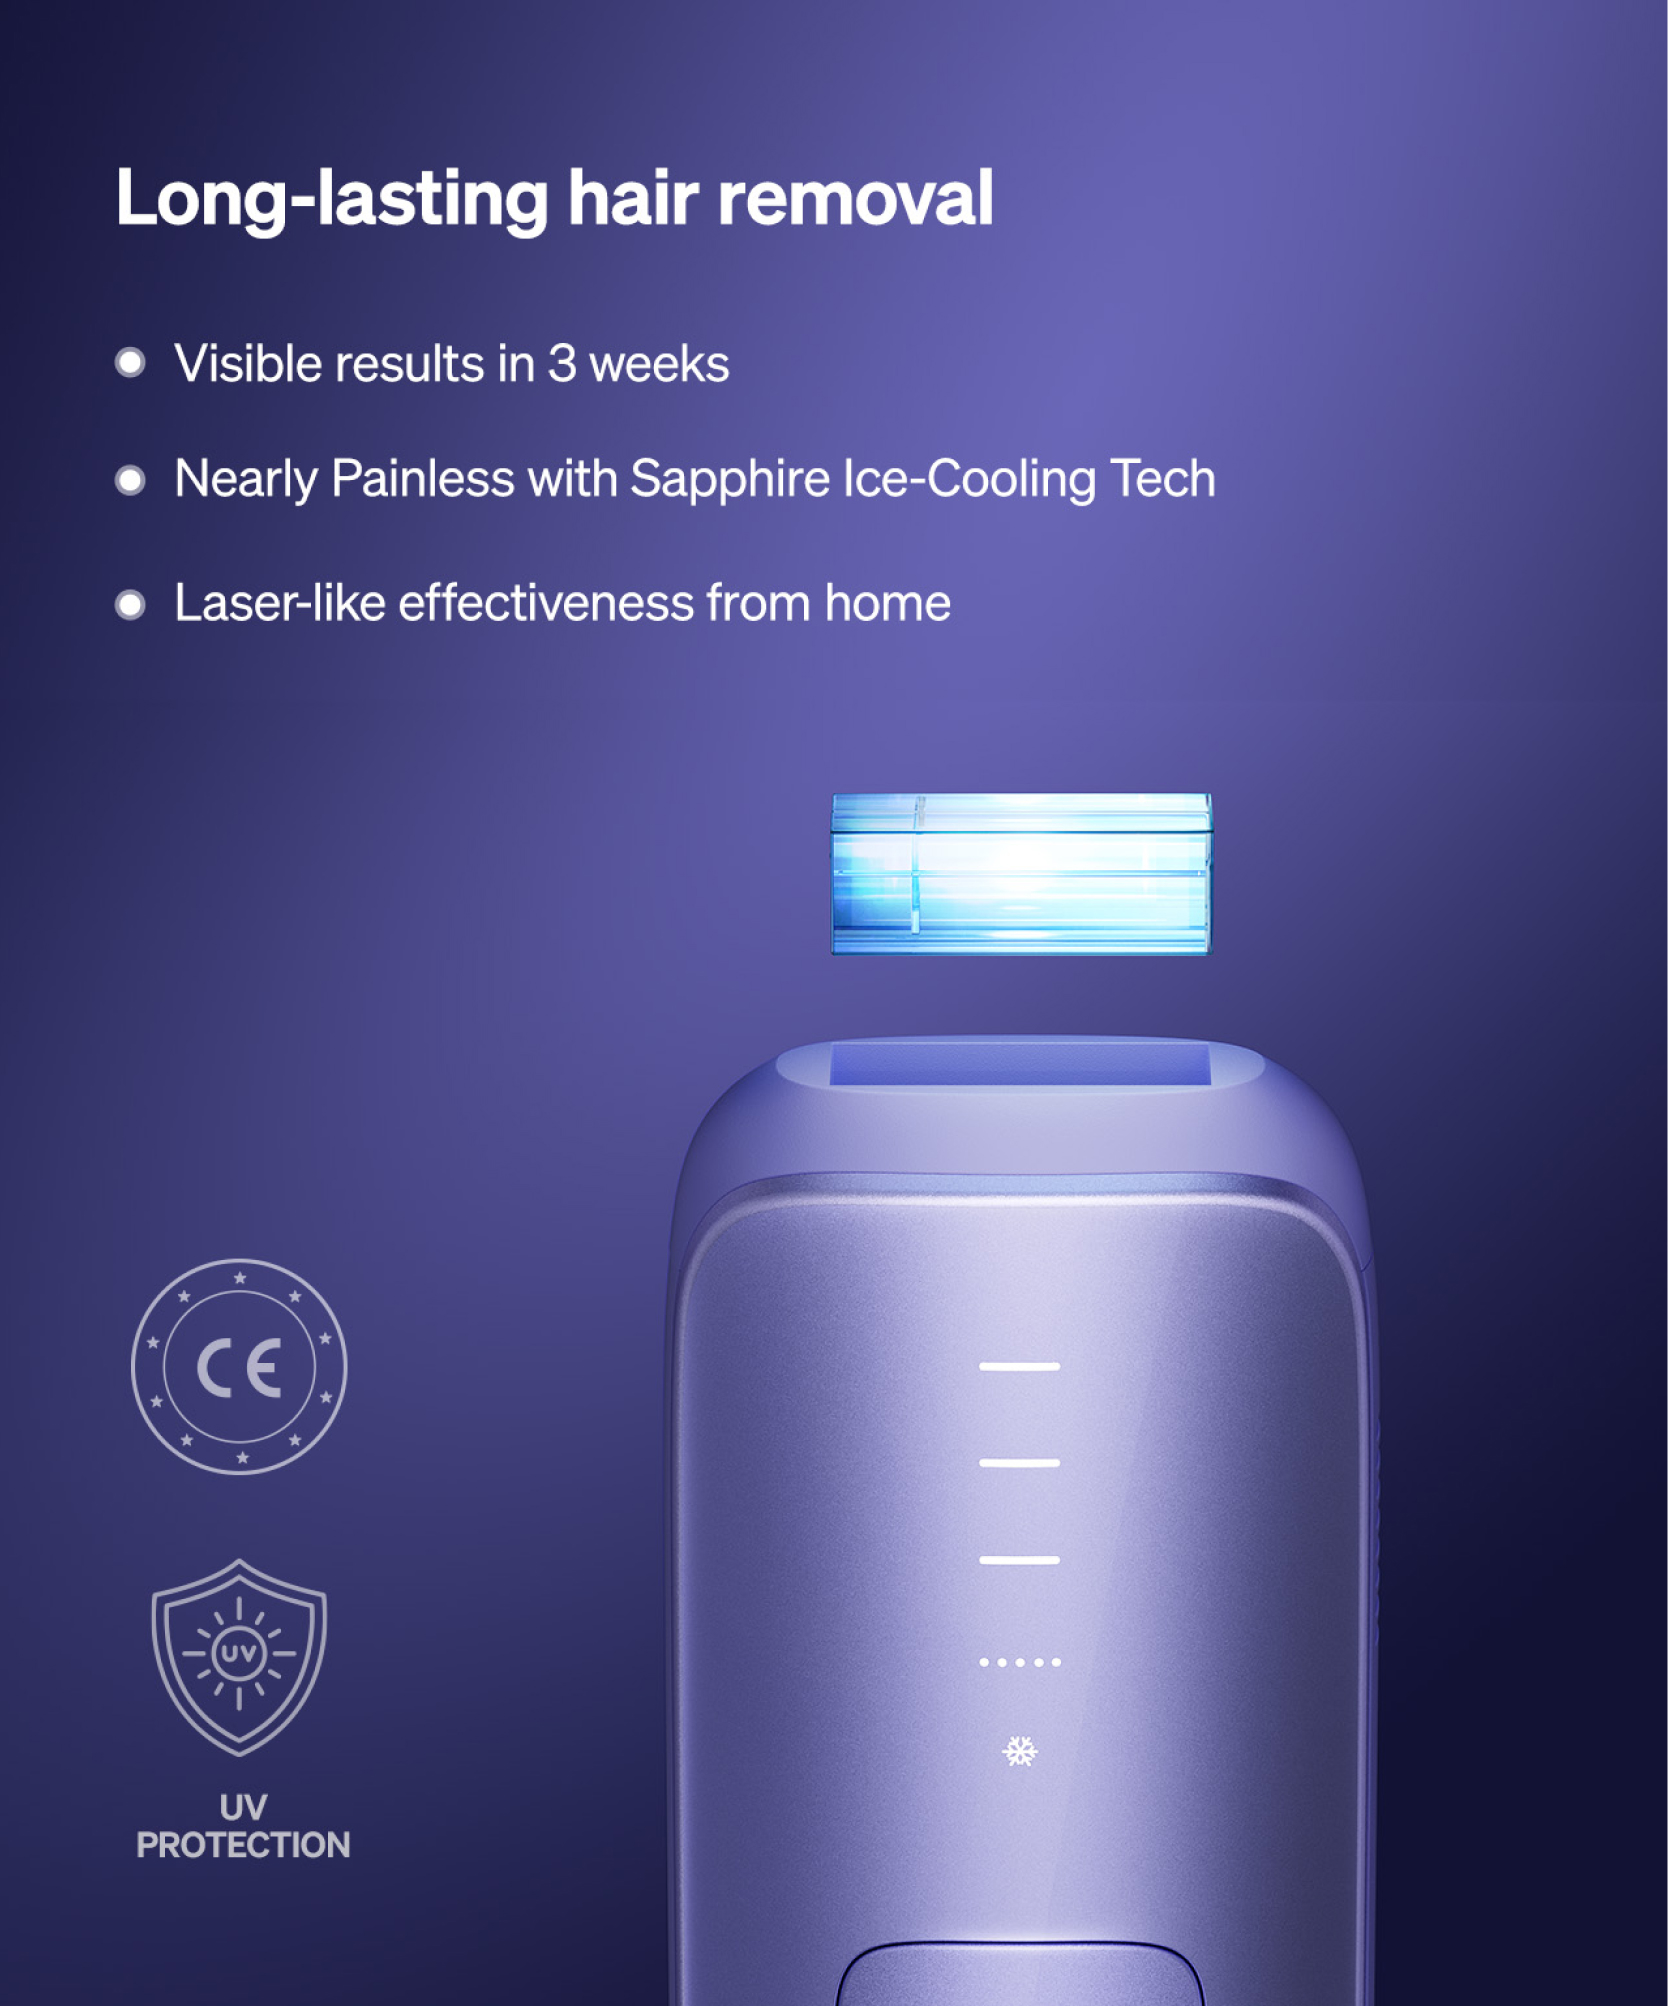 Long-lasting hair removal
Visible results in 3 weeks
Nearly Painless with Sapphire Ice-Cooling Tech
Laser-like effectiveness from home
CE
UV
UV
PROTECTION